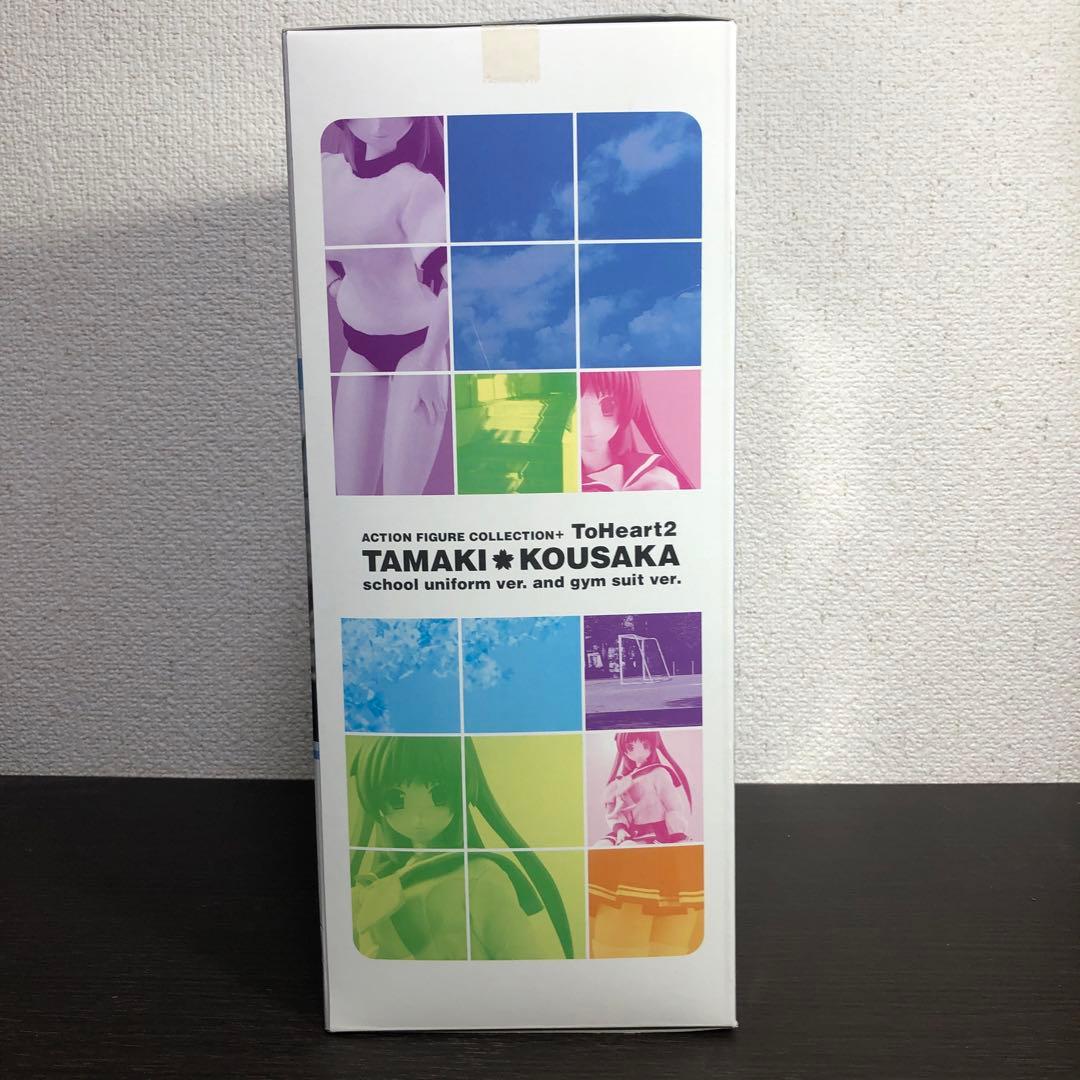 ACTION FIGURE COLLECTION+ ToHeart2
TAMAKI🍁KOUSAKA
school uniform ver. and gym suit ver.